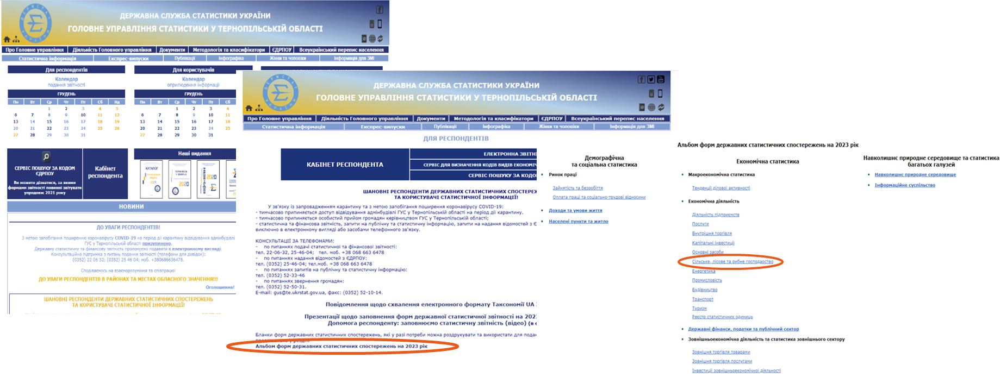 ДЕРЖАВНА СЛУЖБА СТАТИСТИКИ УКРАЇНИ
ГОЛОВНЕ УПРАВЛІННЯ СТАТИСТИКИ У ТЕРНОПІЛЬСЬКІЙ ОБЛАСТІ
Про Головне управління Діяльність Головного управління Документи Методологія та класифікатори ЄДРПОУ Всеукраїнський перепис населення
Статистична інформація Експрес-випуски Публікації Інфографіка Жінки та чоловіки Інформація для ЗМІ
Для респондентів
Календар
подання звітності
ГРУДЕНЬ
Пн Вт Ср Чт Пт Сб Нд
1 2 3 4 5
6 7 8 9 10 11 12
13 14 15 16 17 18 19
20 21 22 23 24 25 26
27 28 29 30 31
Для користувачів
Календар
оприлюдення інформації
ГРУДЕНЬ
Пн Вт Ср Чт Пт Сб
1 2 3 4
6 7 8 9 10 11
13 14 15 16 17 18
20 21 22 23 24 25
27 28 29 30 31
СЕРВІС ПОШУКУ ЗА КОДОМ
ЄДРПОУ
Ви можете дізнатися, за якими
формами звітності повинні звітувати
упродовж 2021 року
Кабінет
респондента
Наші видання
КАТАЛОГ
2020
НОВИНИ
ДО УВАГИ РЕСПОНДЕНТІВ!
З метою запобігання поширенню коронавірусу COVID-19 на період дії карантину відвідування адмінбудівлі
ГУС у Тернопільській області призупинено.
Державну статистичну та фінансову звітність пропонуємо подавати в електронному вигляді.
Консультаційна підтримка з питань подання звітності (телефони для довідок):
(0352) 22 06 32; (0352) 25 46 04; моб. +380686636478.
Сподіваємось на взаєморозуміння та співпрацю!
ДО УВАГИ РЕСПОНДЕНТІВ В РАЙОНАХ ТА МІСТАХ ОБЛАСНОГО ЗНАЧЕННЯ!!!
Оголошення!
ШАНОВНІ РЕСПОНДЕНТИ ДЕРЖАВНИХ СТАТИСТИЧНИХ СПОСТЕРЕЖЕНЬ
ТА КОРИСТУВАЧІ СТАТИСТИЧНОЇ ІНФОРМАЦІЇ!
ДЕРЖАВНА СЛУЖБА СТАТИСТИКИ УКРАЇНИ
ГОЛОВНЕ УПРАВЛІННЯ СТАТИСТИКИ У ТЕРНОПІЛЬСЬКІЙ ОБЛАСТІ
Про Головне управління Діяльність Головного управління Документи Методологія та класифікатори ЄДРПОУ Всеукраїнський перепис населення
Статистична інформація Експрес-випуски Публікації Інфографіка Жінки та чоловіки Інформація для ЗМІ
ДЛЯ РЕСПОНДЕНТІВ
КАБІНЕТ РЕСПОНДЕНТА
ЕЛЕКТРОННА ЗВІТН
СЕРВІС ДЛЯ ВИЗНАЧЕННЯ КОДІВ ВИДІВ ЕКОНОМІЧ
СЕРВІС ПОШУКУ ЗА КОДО
ШАНОВНІ РЕСПОНДЕНТИ ДЕРЖАВНИХ СТАТИСТИЧНИХ СПОСТЕРЕЖ
ТА КОРИСТУВАЧІ СТАТИСТИЧНОЇ ІНФОРМАЦІЇ!
У зв'язку із запровадженням карантину та з метою запобігання поширення коронавірусу COVID-19:
- тимчасово припиняється доступ відвідування адмінбудівлі ГУС у Тернопільській області на період дії карантину.
- тимчасово припиняється особистий прийом громадян керівництвом ГУС у Тернопільській області;
- статистична та фінансова звітність, запити на публічну та статистичну інформацію, запити на надання відомостей з Є
виключно в електронному вигляді або засобами телефонного зв'язку.
КОНСУЛЬТАЦІЇ ЗА ТЕЛЕФОНАМИ:
- по питаннях подачі статистичної та фінансової звітності:
тел. 22-06-32, 25-46-04; тел. моб. +38 068 663 6478
- по питаннях надання відомостей з ЄДРПОУ:
тел. (0352) 25-46-04; тел.моб. +38 068 663 6478
- по питаннях запитів на публічну та статистичну інформацію:
тел. (0352) 52-33-46
- по питаннях звернення громадян:
тел. (0352) 52-50-31.
E-mail: gus@te.ukrstat.gov.ua, факс: (0352) 52-10-14.
Повідомлення щодо схвалення електронного формату Таксономії UA
Презентації щодо заповнення форм державної статистичної звітності на 202
Допомога респонденту: заповнюємо статистичну звітність (відео) (в
Бланки форм державних статистичних спостережень, які у разі потреби можна роздрукувати та використати для подан
Альбом форм державних статистичних спостережень на 2023 рік
Альбом форм державних статистичних спостережень на 2023 рік
Демографічна
та соціальна статистика
• Ринок праці
Зайнятість та безробіття
Оплата праці та соціально-трудові відносини
• Доходи та умови життя
• Населені пункти та житло
Економічна статистика
• Макроекономічна статистика
Тенденції ділової активності
• Економічна діяльність
Діяльність підприємств
Послуги
Внутрішня торгівля
Капітальні інвестиції
Основні засоби
Сільське, лісове та рибне господарство
Енергетика
Промисловість
Будівництво
Транспорт
Туризм
Реєстр статистичних одиниць
• Державні фінанси, податки та публічний сектор
• Зовнішньоекономічна діяльність та статистика зовнішнього сектору
Зовнішня торгівля товарами
Зовнішня торгівля послугами
Інвестиції зовнішньоекономічної діяльності
Навколишнє природне середовище та статистика
багатьох галузей
• Навколишнє природне середовище
• Інформаційне суспільство